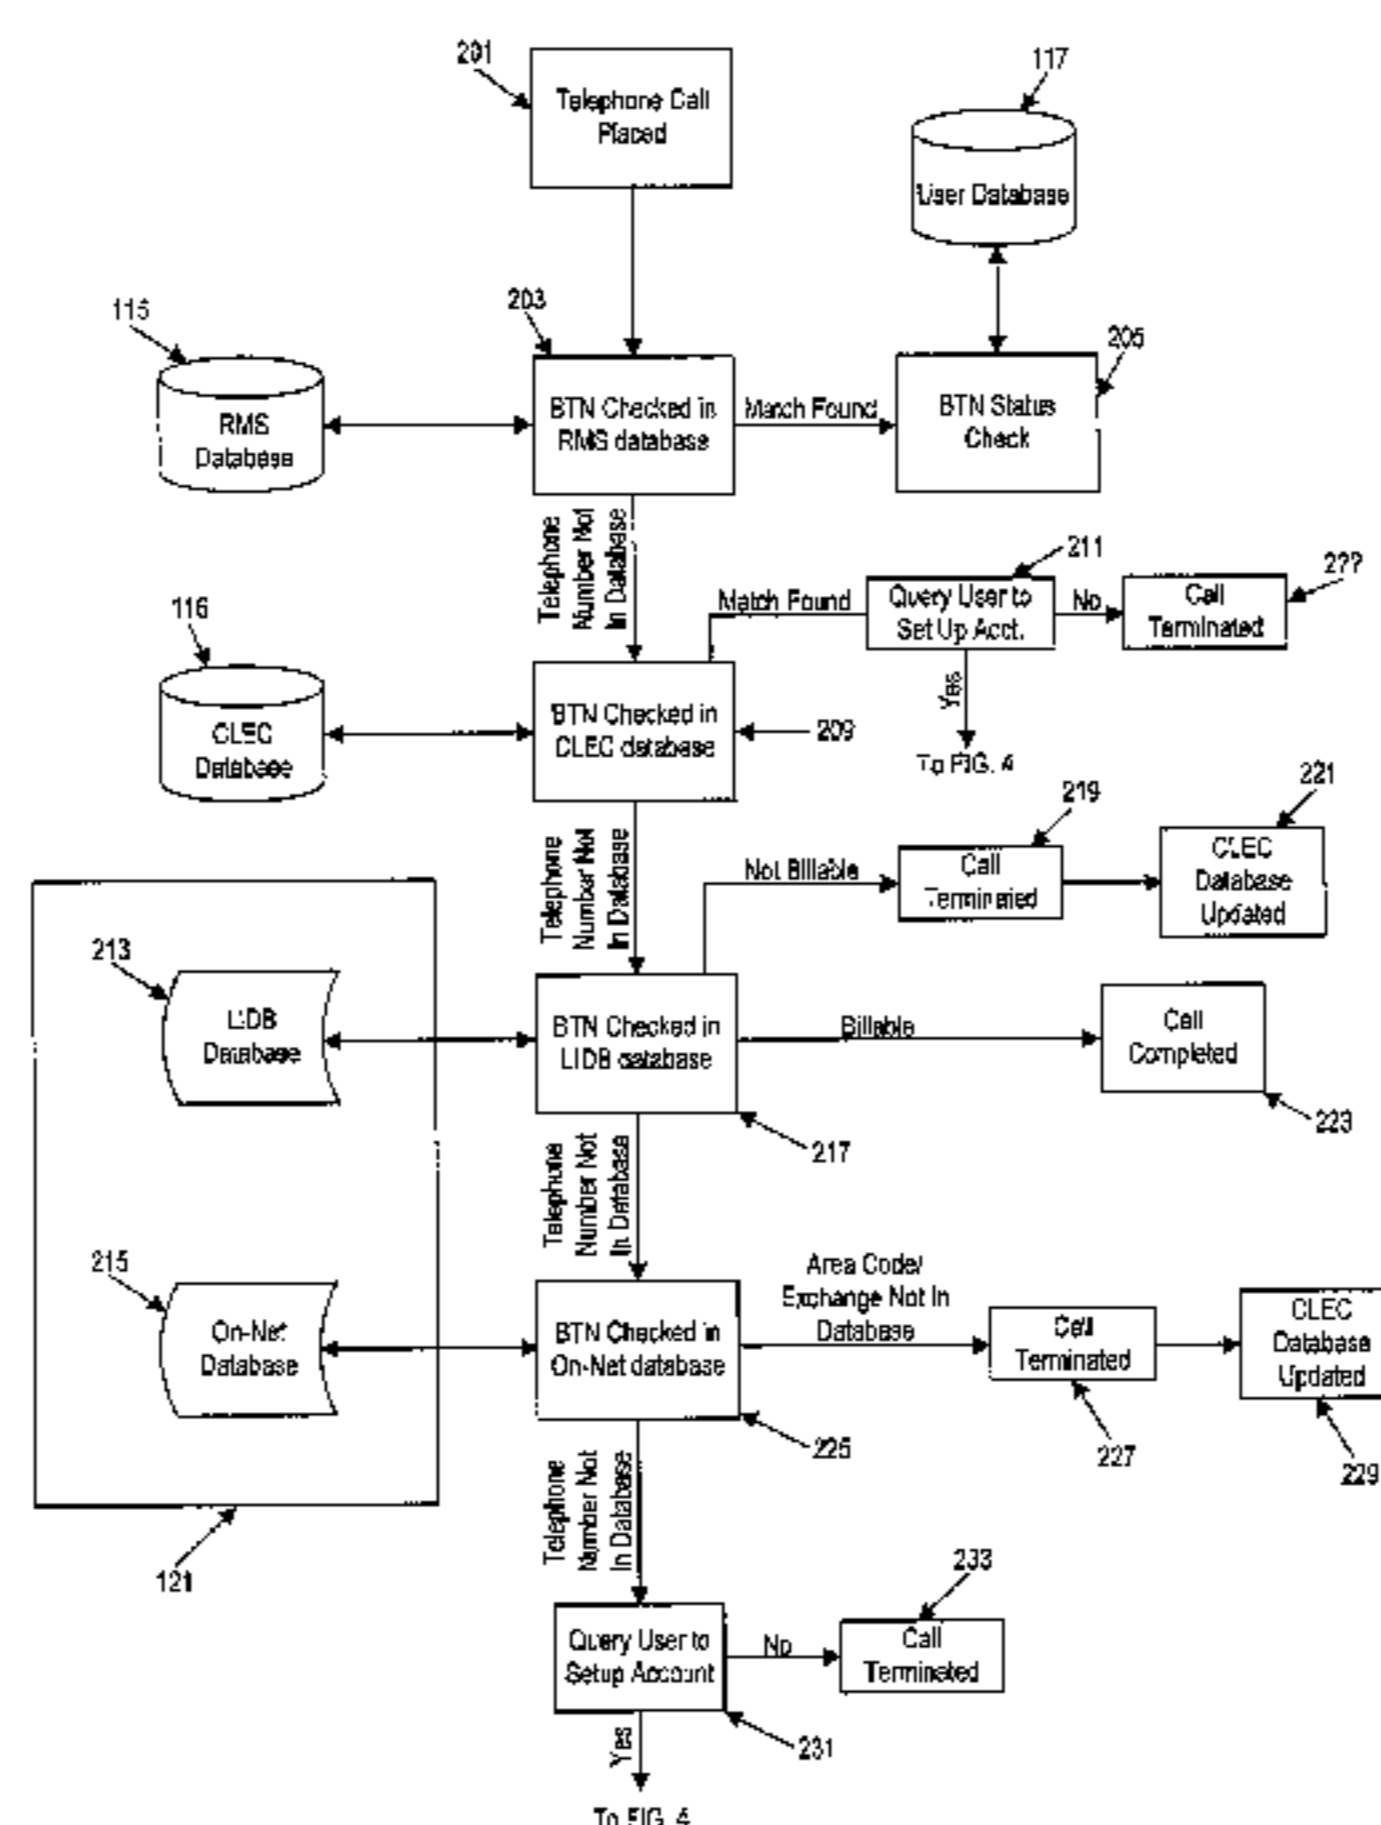 201
Telephone Call
Placed
117
User Database
115
RMS
Database
203
BTN Checked in
RMS database
Match Found
205
BTN Status
Check
Telephone
Number Not
In Database
116
CLEC
Database
BTN Checked in
CLEC database
209
Match Found
211
Query User to
Set Up Acct.
No
Call
Terminated
2??
Yes
To FIG. 4
Telephone
Number Not
In Database
Not Billable
219
Call
Terminated
221
CLEC
Database
Updated
213
LIDB
Database
BTN Checked in
LIDB database
217
Billable
Call
Completed
223
Telephone
Number Not
In Database
215
On-Net
Database
121
BTN Checked in
On-Net database
225
Area Code/
Exchange Not In
Database
Call
Terminated
227
CLEC
Database
Updated
229
Telephone
Number Not
In Database
Query User to
Setup Account
231
No
233
Call
Terminated
Yes
To FIG. 4